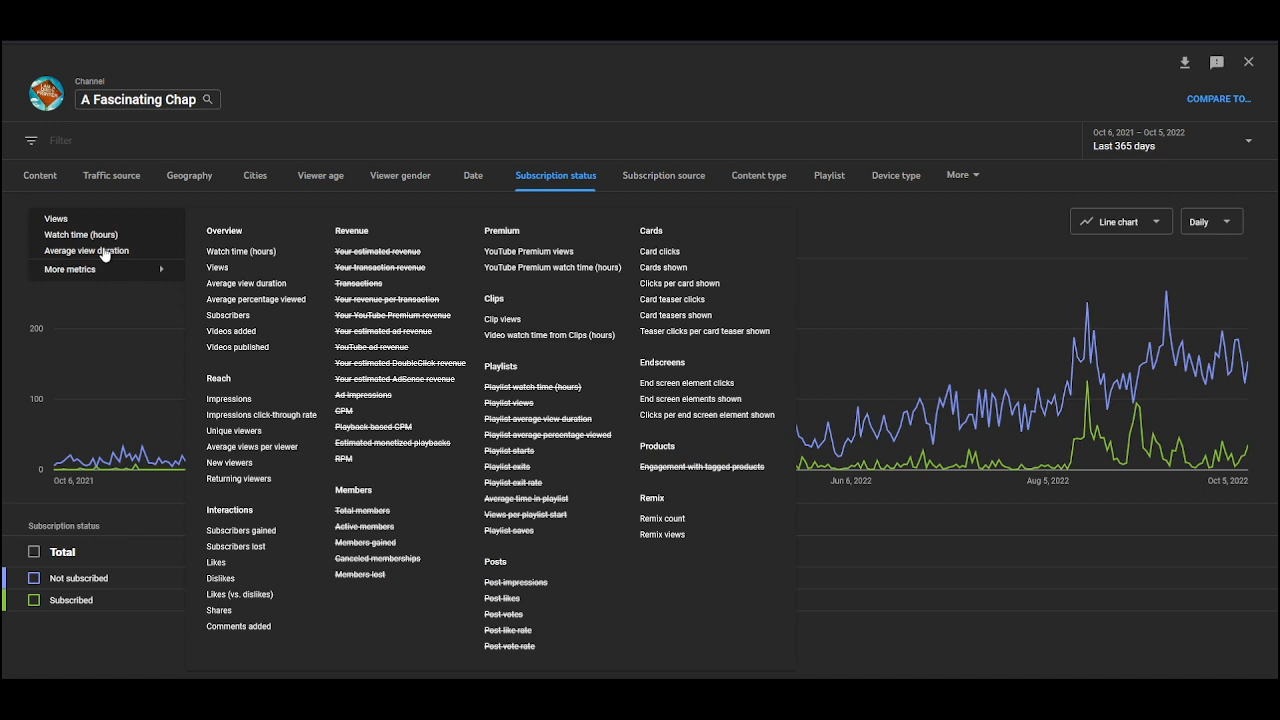 Channel
A Fascinating Chap
COMPARE TO...
Filter
Oct 6, 2021 – Oct 5, 2022
Last 365 days
Content
Traffic source
Geography
Cities
Viewer age
Viewer gender
Date
Subscription status
Subscription source
Content type
Playlist
Device type
More
Views
Watch time (hours)
Average view duration
More metrics
Overview
Watch time (hours)
Views
Average view duration
Average percentage viewed
Subscribers
Videos added
Videos published
Reach
Impressions
Impressions click-through rate
Unique viewers
Average views per viewer
New viewers
Returning viewers
Interactions
Subscribers gained
Subscribers lost
Likes
Dislikes
Likes (vs. dislikes)
Shares
Comments added
Revenue
Your estimated revenue
Your transaction revenue
Transactions
Your revenue per transaction
Your YouTube Premium revenue
Your estimated ad revenue
YouTube ad revenue
Your estimated DoubleClick revenue
Your estimated AdSense revenue
Ad impressions
CPM
Playback-based CPM
Estimated monetized playbacks
RPM
Members
Total members
Active members
Members gained
Canceled memberships
Members lost
Premium
YouTube Premium views
YouTube Premium watch time (hours)
Clips
Clip views
Video watch time from Clips (hours)
Playlists
Playlist watch time (hours)
Playlist views
Playlist average view duration
Playlist average percentage viewed
Playlist starts
Playlist exits
Playlist exit rate
Average time in playlist
Views per playlist start
Playlist saves
Posts
Post impressions
Post likes
Post votes
Post like rate
Post vote rate
Cards
Card clicks
Cards shown
Clicks per card shown
Card teaser clicks
Card teasers shown
Teaser clicks per card teaser shown
Endscreens
End screen element clicks
End screen elements shown
Clicks per end screen element shown
Products
Engagement with tagged products
Remix
Remix count
Remix views
Line chart
Daily
200
100
0
Oct 6, 2021
Jun 6, 2022
Aug 5, 2022
Oct 5, 2022
Subscription status
Total
Not subscribed
Subscribed